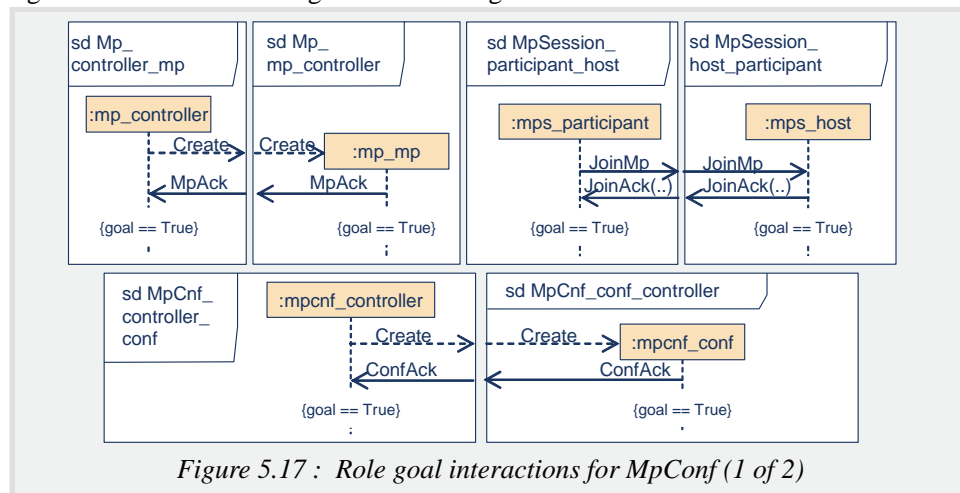 sd Mp_
controller_mp
:mp_controller
Create
MpAck
{goal == True}
sd Mp_
mp_controller
Create
:mp_mp
MpAck
{goal == True}
sd MpSession_
participant_host
:mps_participant
JoinMp
JoinAck(..)
{goal == True}
sd MpSession_
host_participant
:mps_host
JoinMp
JoinAck(..)
{goal == True}
sd MpCnf_
controller_
conf
:mpcnf_controller
Create
ConfAck
{goal == True}
sd MpCnf_conf_controller
Create
:mpcnf_conf
ConfAck
{goal == True}
Figure 5.17 : Role goal interactions for MpConf (1 of 2)